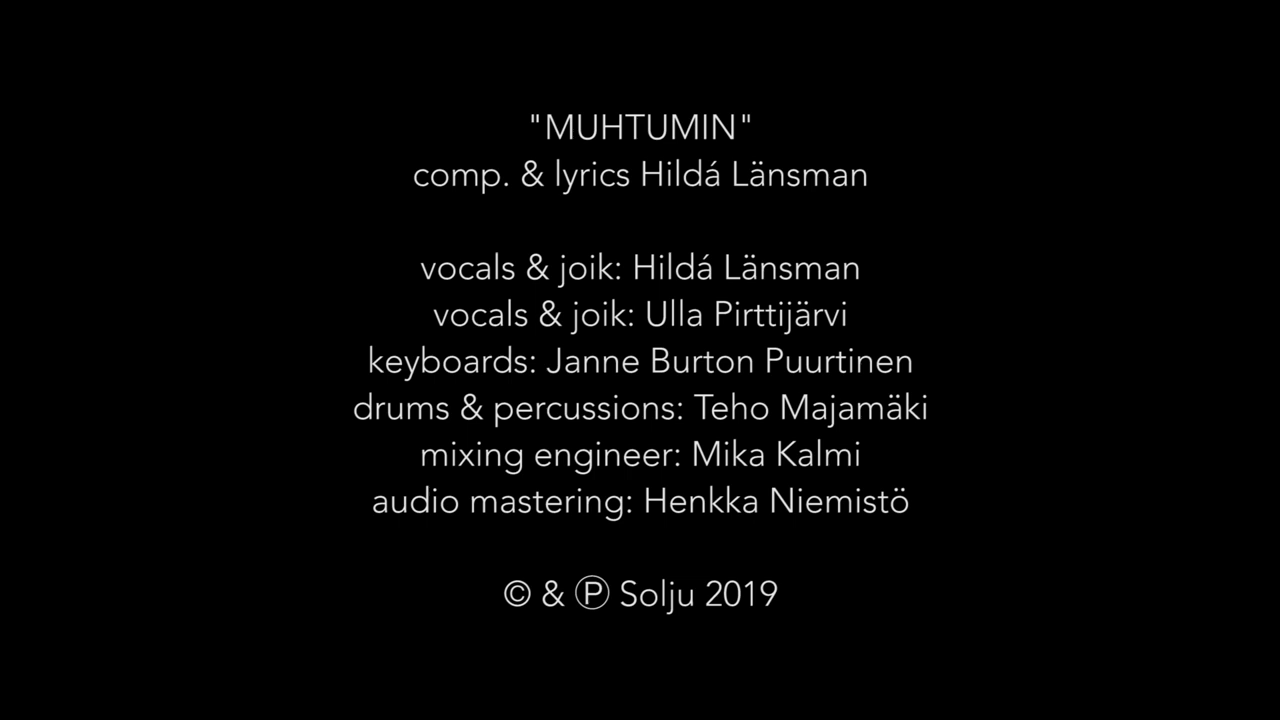 "MUHTUMIN"
comp. & lyrics Hildá Länsman
vocals & joik: Hildá Länsman
vocals & joik: Ulla Pirttijärvi
keyboards: Janne Burton Puurtinen
drums & percussions: Teho Majamäki
mixing engineer: Mika Kalmi
audio mastering: Henkka Niemistö
© & Ⓟ Solju 2019